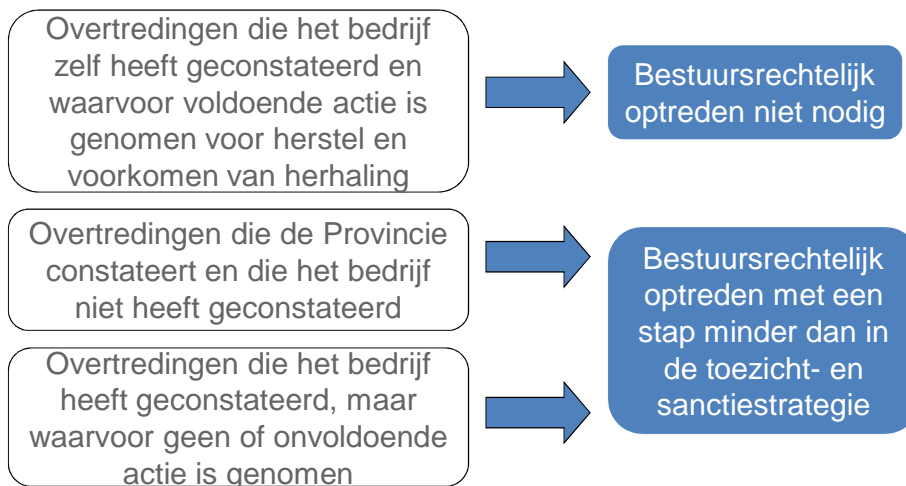 Overtredingen die het bedrijf
zelf heeft geconstateerd en
waarvoor voldoende actie is
genomen voor herstel en
voorkomen van herhaling
Bestuursrechtelijk
optreden niet nodig
Overtredingen die de Provincie
constateert en die het bedrijf
niet heeft geconstateerd
Bestuursrechtelijk
optreden met een
stap minder dan in
de toezicht- en
sanctiestrategie
Overtredingen die het bedrijf
heeft geconstateerd, maar
waarvoor geen of onvoldoende
actie is genomen